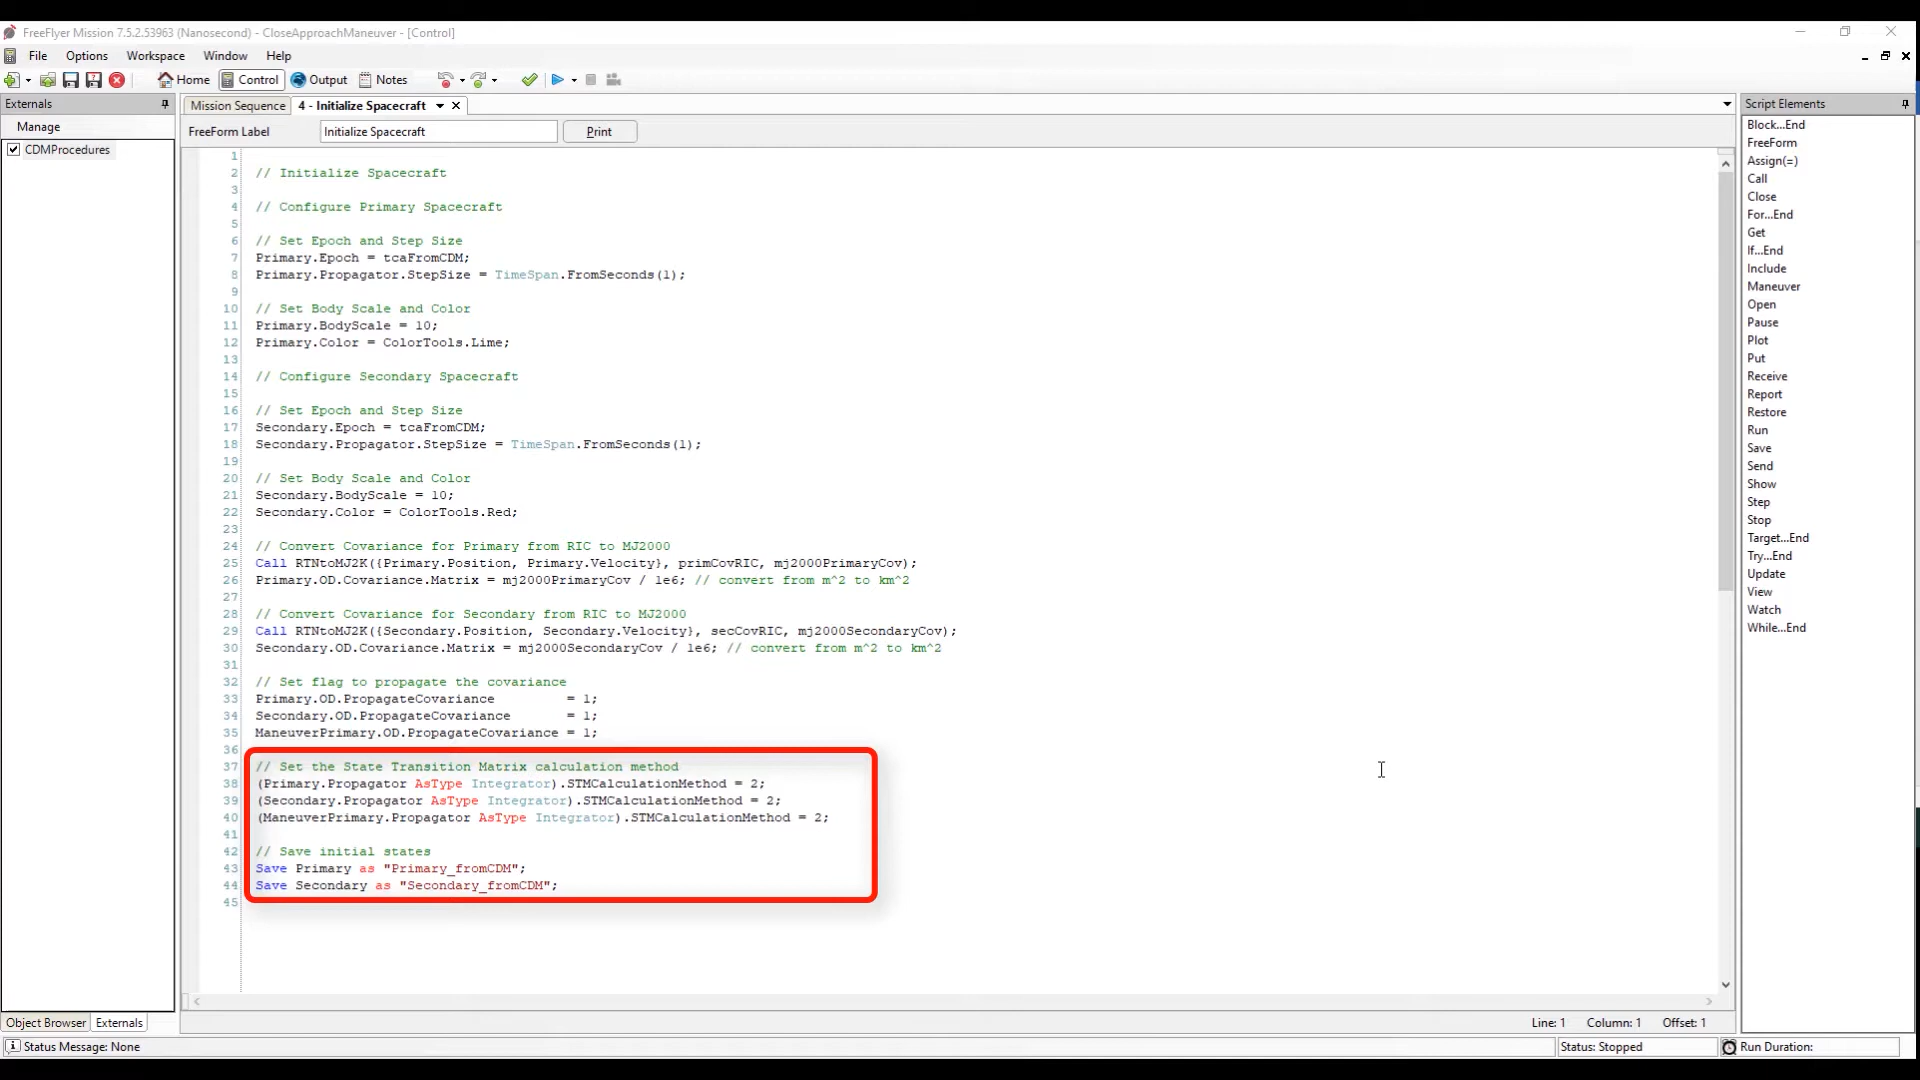 FreeFlyer Mission 7.5.2.53963 (Nanosecond) - CloseApproachManeuver - [Control]
File Options Workspace Window Help
Home Control Output Notes
Externals
Manage
CDMProcedures
Mission Sequence 4 - Initialize Spacecraft
FreeForm Label Initialize Spacecraft Print
1
2 // Initialize Spacecraft
3
4 // Configure Primary Spacecraft
5
6 // Set Epoch and Step Size
7 Primary.Epoch = tcaFromCDM;
8 Primary.Propagator.StepSize = TimeSpan.FromSeconds(1);
9
10 // Set Body Scale and Color
11 Primary.BodyScale = 10;
12 Primary.Color = ColorTools.Lime;
13
14 // Configure Secondary Spacecraft
15
16 // Set Epoch and Step Size
17 Secondary.Epoch = tcaFromCDM;
18 Secondary.Propagator.StepSize = TimeSpan.FromSeconds(1);
19
20 // Set Body Scale and Color
21 Secondary.BodyScale = 10;
22 Secondary.Color = ColorTools.Red;
23
24 // Convert Covariance for Primary from RIC to MJ2000
25 Call RTNtoMJ2K({Primary.Position, Primary.Velocity}, primCovRIC, mj2000PrimaryCov);
26 Primary.OD.Covariance.Matrix = mj2000PrimaryCov / 1e6; // convert from m^2 to km^2
27
28 // Convert Covariance for Secondary from RIC to MJ2000
29 Call RTNtoMJ2K({Secondary.Position, Secondary.Velocity}, secCovRIC, mj2000SecondaryCov);
30 Secondary.OD.Covariance.Matrix = mj2000SecondaryCov / 1e6; // convert from m^2 to km^2
31
32 // Set flag to propagate the covariance
33 Primary.OD.PropagateCovariance = 1;
34 Secondary.OD.PropagateCovariance = 1;
35 ManeuverPrimary.OD.PropagateCovariance = 1;
36
37 // Set the State Transition Matrix calculation method
38 (Primary.Propagator AsType Integrator).STMCalculationMethod = 2;
39 (Secondary.Propagator AsType Integrator).STMCalculationMethod = 2;
40 (ManeuverPrimary.Propagator AsType Integrator).STMCalculationMethod = 2;
41
42 // Save initial states
43 Save Primary as "Primary_fromCDM";
44 Save Secondary as "Secondary_fromCDM";
45
Script Elements
Block...End
FreeForm
Assign(=)
Call
Close
For...End
Get
If...End
Include
Maneuver
Open
Pause
Plot
Put
Receive
Report
Restore
Run
Save
Send
Show
Step
Stop
Target...End
Try...End
Update
View
Watch
While...End
Object Browser Externals
Line: 1 Column: 1 Offset: 1
Status Message: None
Status: Stopped
Run Duration: